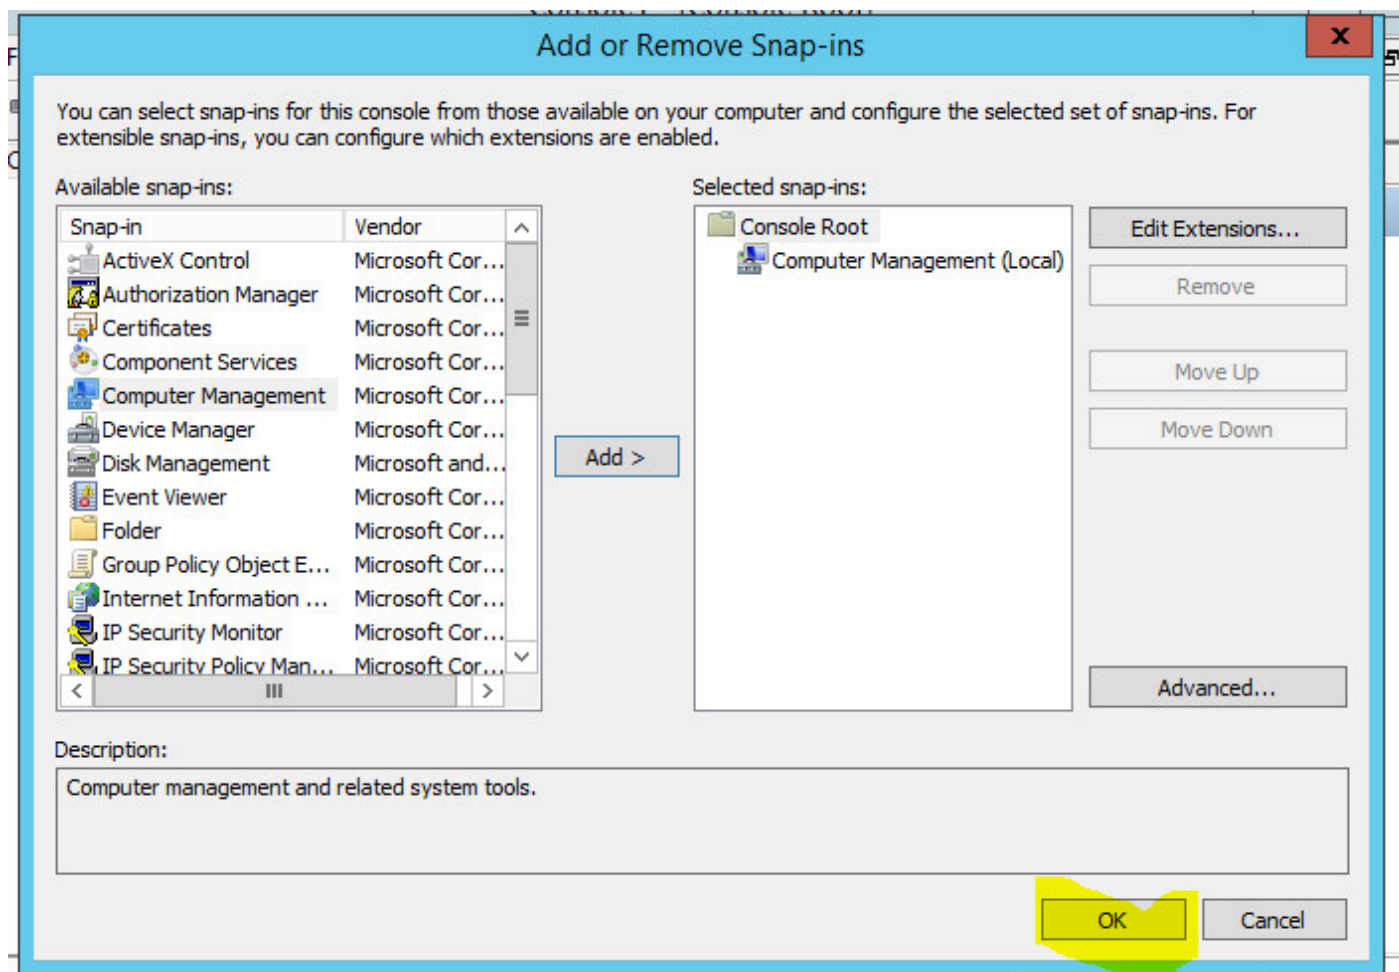 Add or Remove Snap-ins
X
You can select snap-ins for this console from those available on your computer and configure the selected set of snap-ins. For
extensible snap-ins, you can configure which extensions are enabled.
Available snap-ins:
Snap-in Vendor
ActiveX Control Microsoft Cor...
Authorization Manager Microsoft Cor...
Certificates Microsoft Cor...
Component Services Microsoft Cor...
Computer Management Microsoft Cor...
Device Manager Microsoft Cor...
Disk Management Microsoft and...
Event Viewer Microsoft Cor...
Folder Microsoft Cor...
Group Policy Object E... Microsoft Cor...
Internet Information ... Microsoft Cor...
IP Security Monitor Microsoft Cor...
IP Security Policy Man... Microsoft Cor...
Add >
Selected snap-ins:
Console Root
Computer Management (Local)
Edit Extensions...
Remove
Move Up
Move Down
Advanced...
Description:
Computer management and related system tools.
OK
Cancel